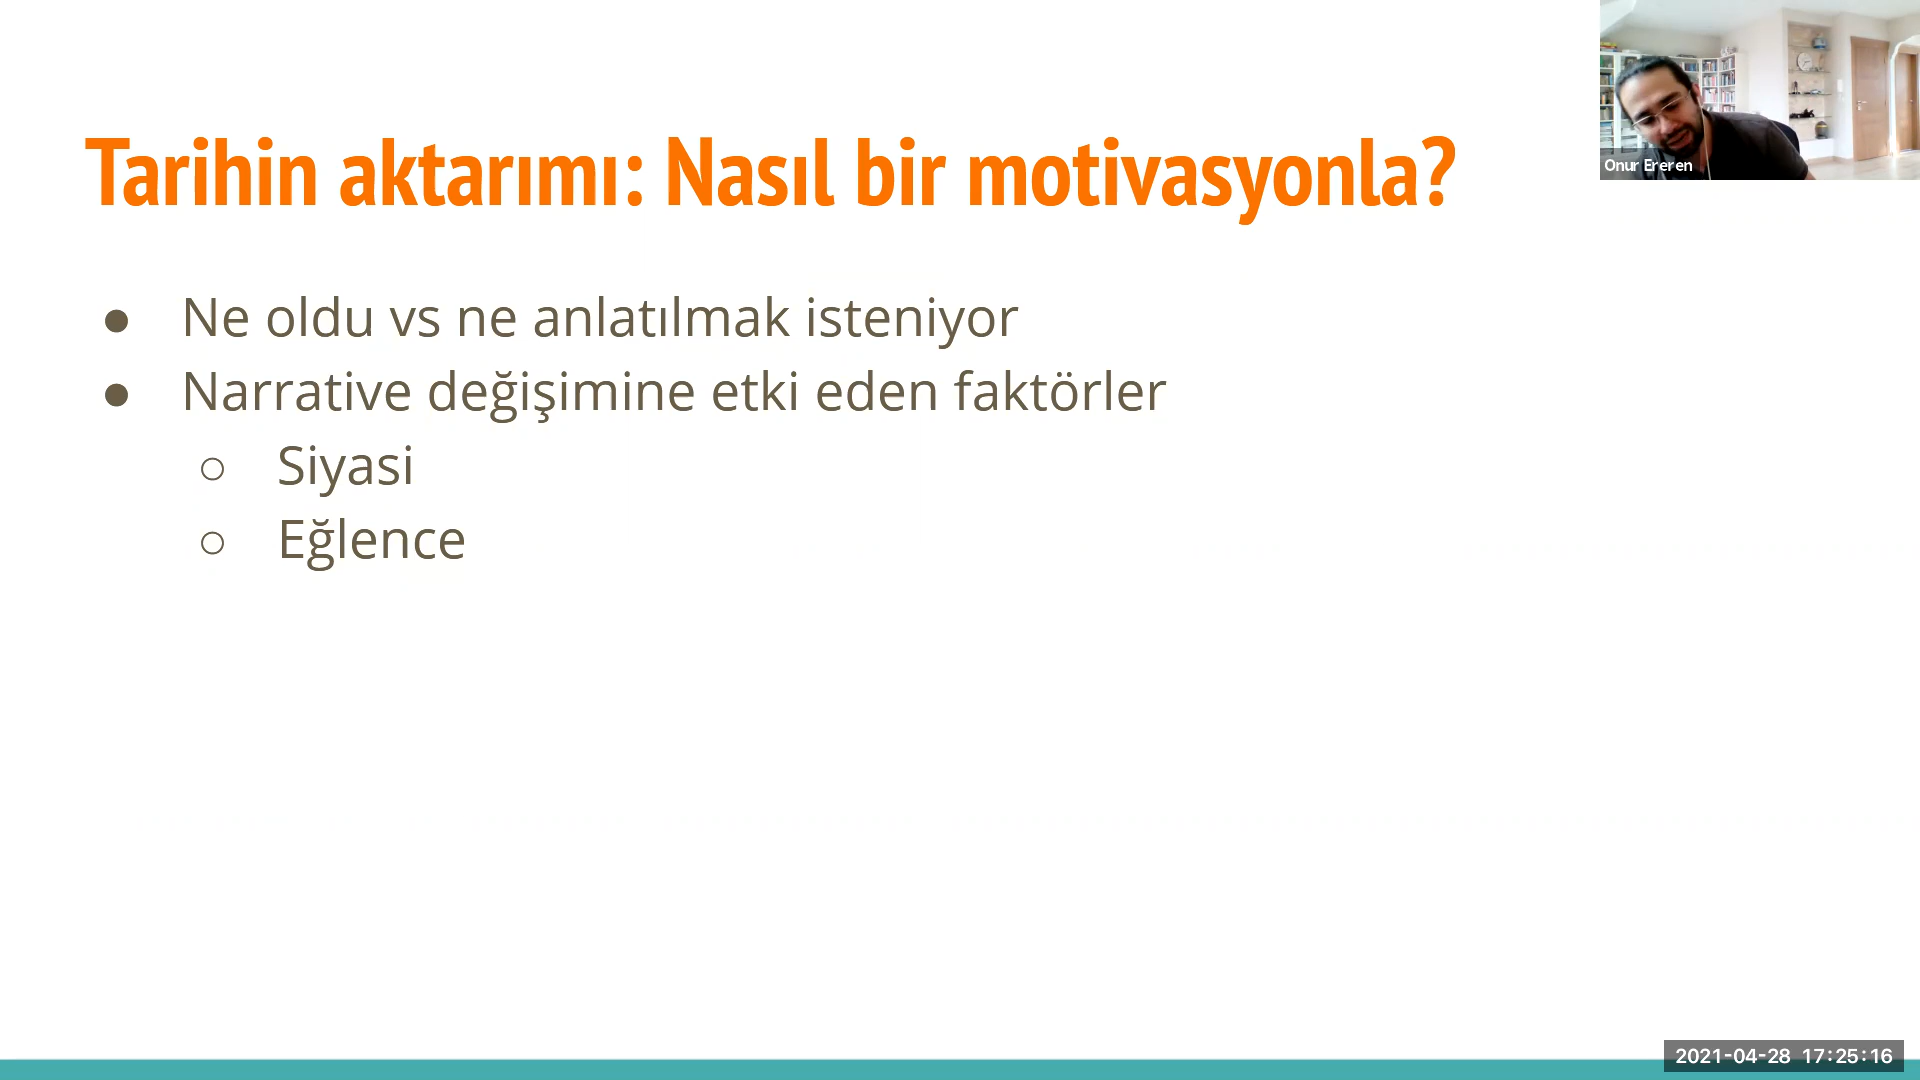 Tarihin aktarımı: Nasıl bir motivasyonla?
Onur Ereren
● Ne oldu vs ne anlatılmak isteniyor
● Narrative değişimine etki eden faktörler
○ Siyasi
○ Eğlence
2021-04-28 17:25:16